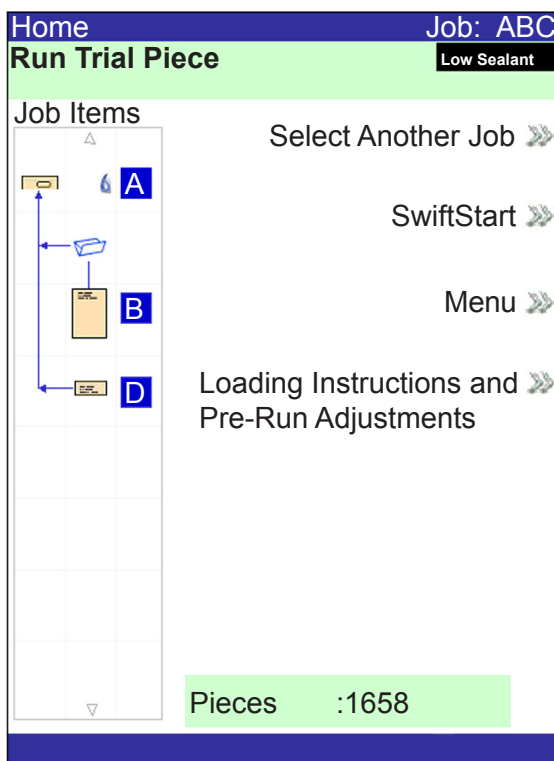 Home Job: ABC
Run Trial Piece Low Sealant
Job Items
Select Another Job
A
SwiftStart
Menu
B
Loading Instructions and
D
Pre-Run Adjustments
Pieces :1658